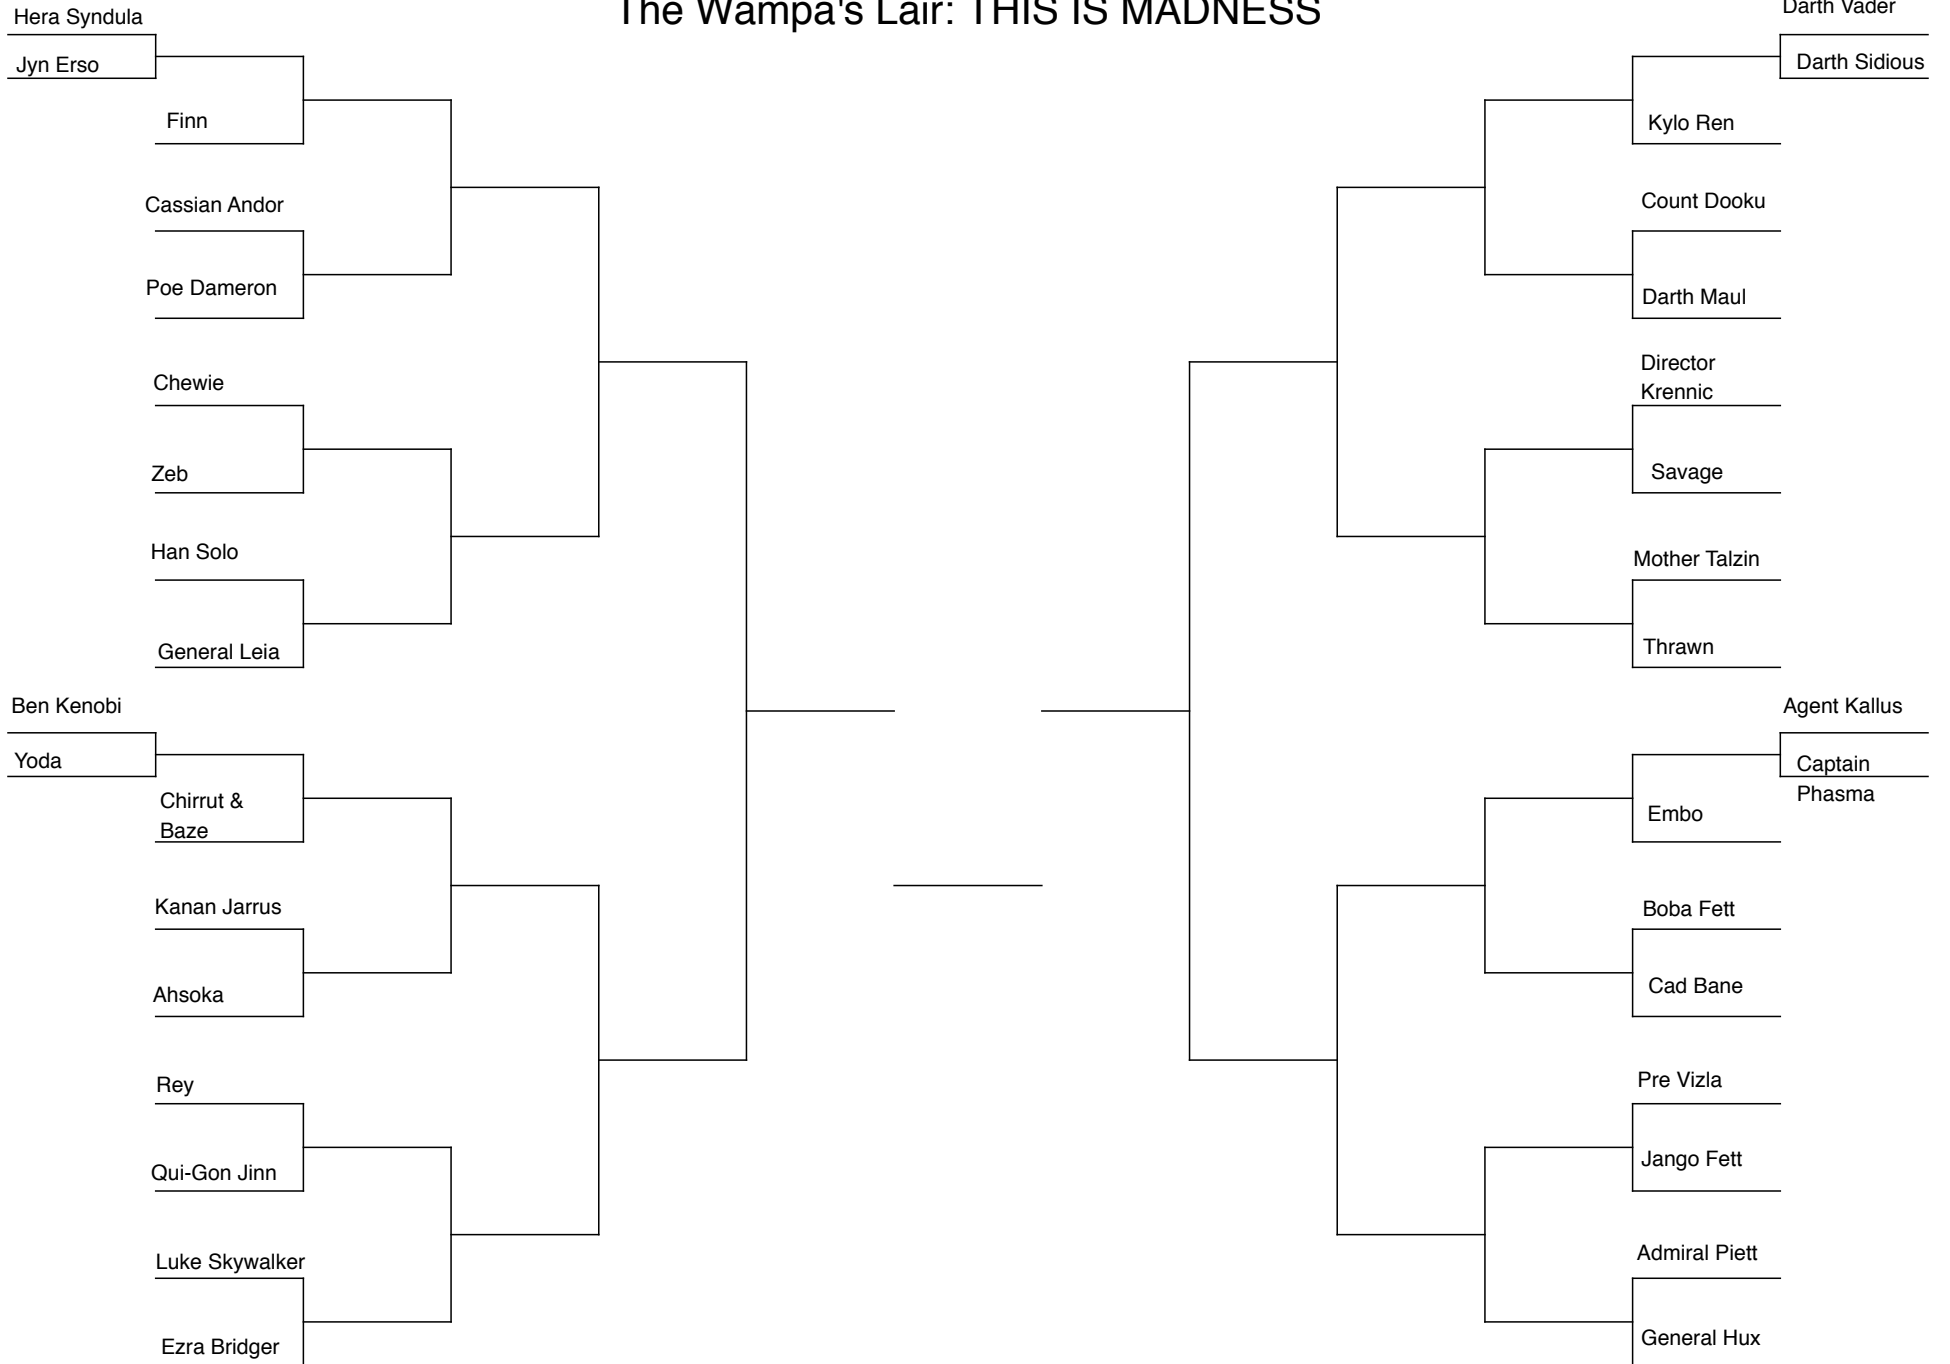 The Wampa's Lair: THIS IS MADNESS
Hera Syndula
Jyn Erso
Finn
Cassian Andor
Poe Dameron
Chewie
Zeb
Han Solo
General Leia
Ben Kenobi
Yoda
Chirrut &
Baze
Kanan Jarrus
Ahsoka
Rey
Qui-Gon Jinn
Luke Skywalker
Ezra Bridger
Darth Vader
Darth Sidious
Kylo Ren
Count Dooku
Darth Maul
Director
Krennic
Savage
Mother Talzin
Thrawn
Agent Kallus
Captain
Phasma
Embo
Boba Fett
Cad Bane
Pre Vizla
Jango Fett
Admiral Piett
General Hux